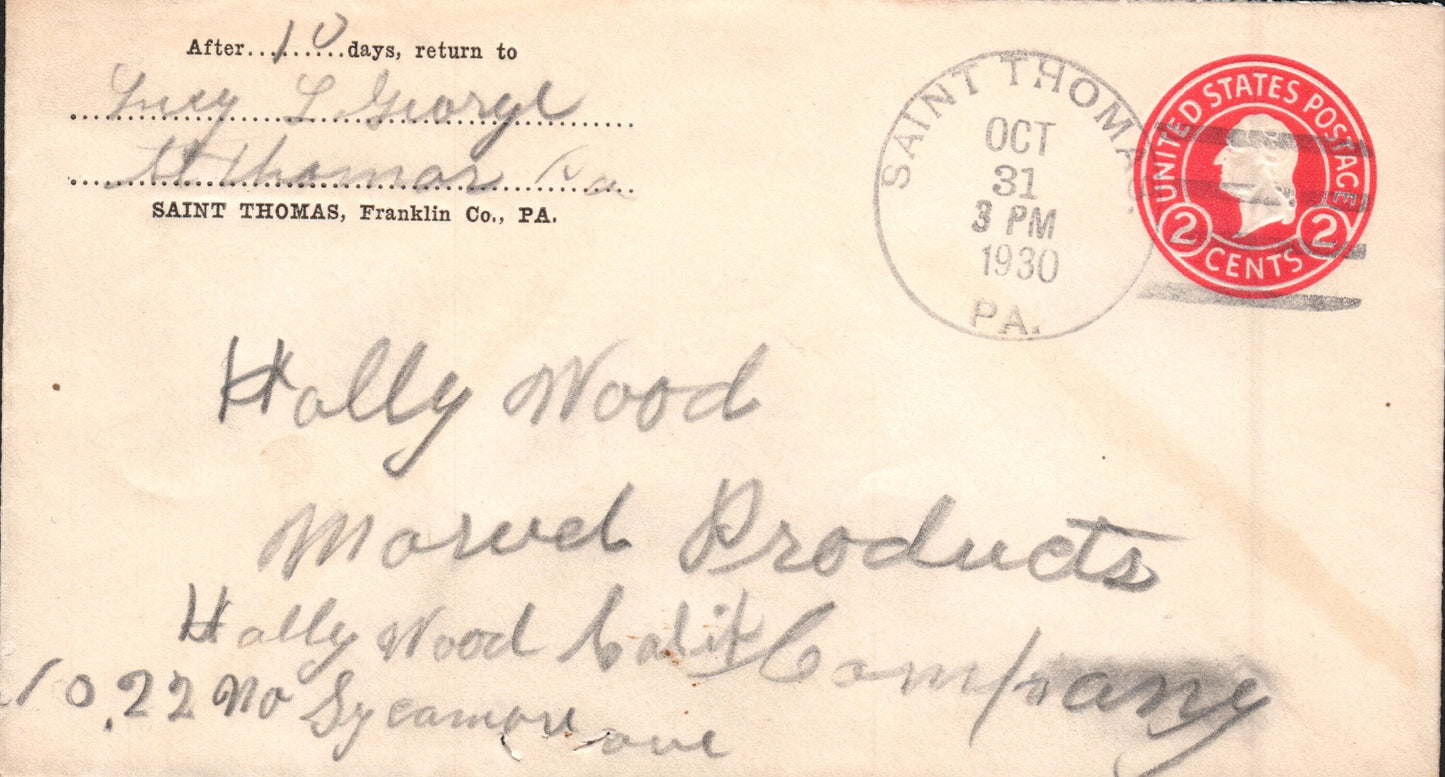 After....10....days, return to
Lucy L. George
St Thomas Pa
SAINT THOMAS, Franklin Co., PA.
SAINT THOMAS,
OCT
31
3 PM
1930
PA.
UNITED STATES POSTAGE
2 CENTS 2
Holly Wood
Marvel Products
Company
Holly Wood Calif
1022 No Sycamore ave